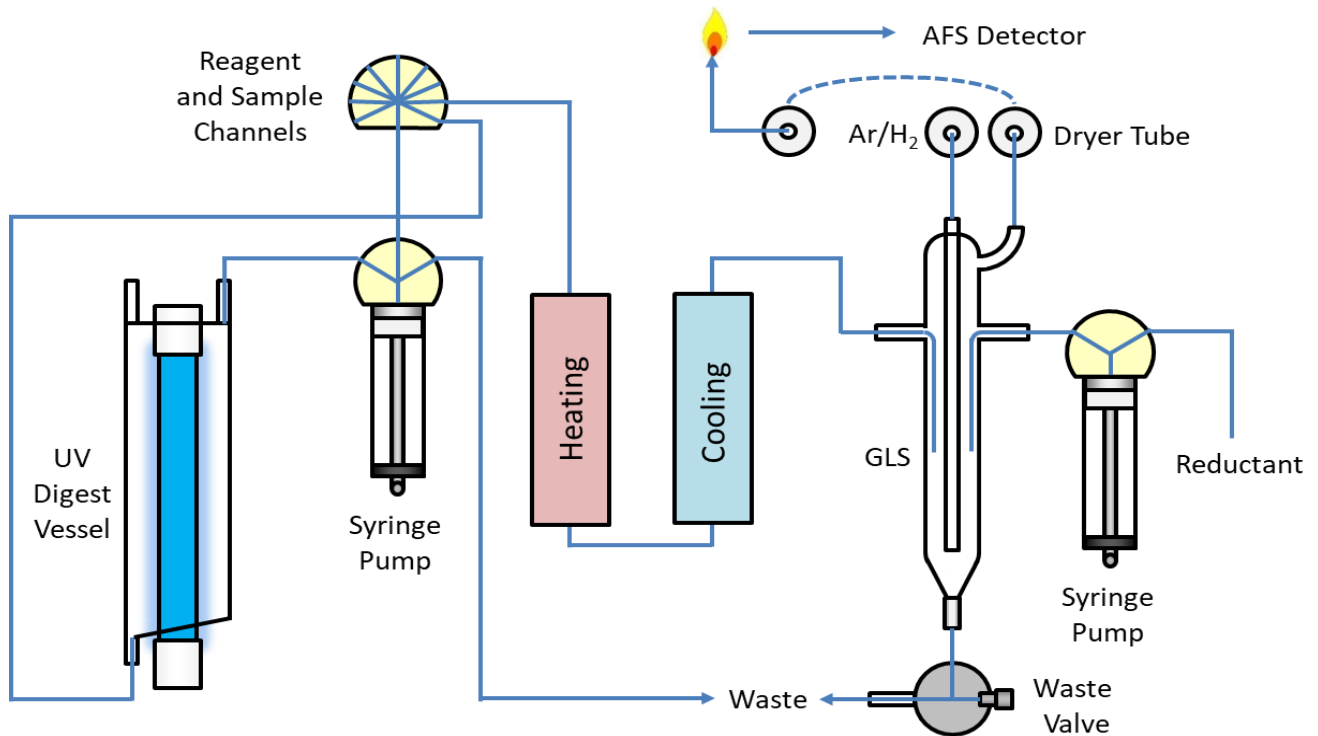 AFS Detector
Reagent
and Sample
Channels
Ar/H₂
Dryer Tube
Heating
Cooling
UV
Digest
Vessel
GLS
Reductant
Syringe
Pump
Syringe
Pump
Waste
Waste
Valve